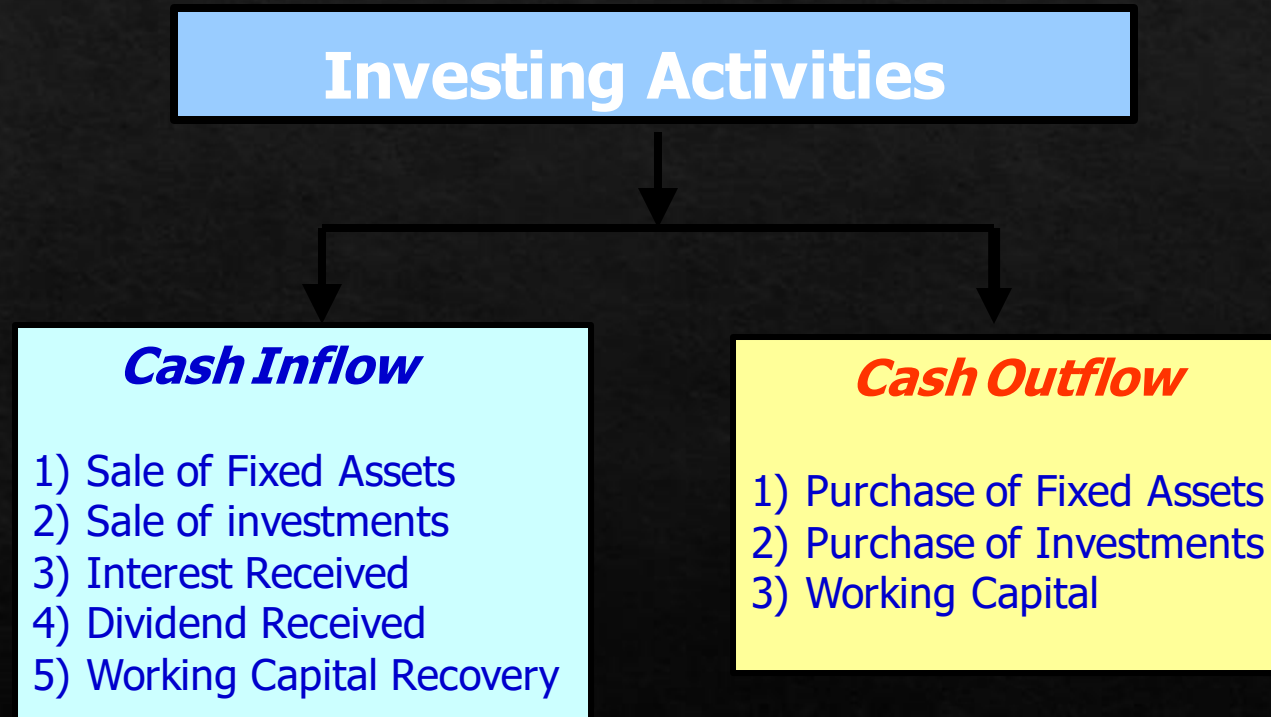 Investing Activities
Cash Inflow
1) Sale of Fixed Assets
2) Sale of investments
3) Interest Received
4) Dividend Received
5) Working Capital Recovery
Cash Outflow
1) Purchase of Fixed Assets
2) Purchase of Investments
3) Working Capital